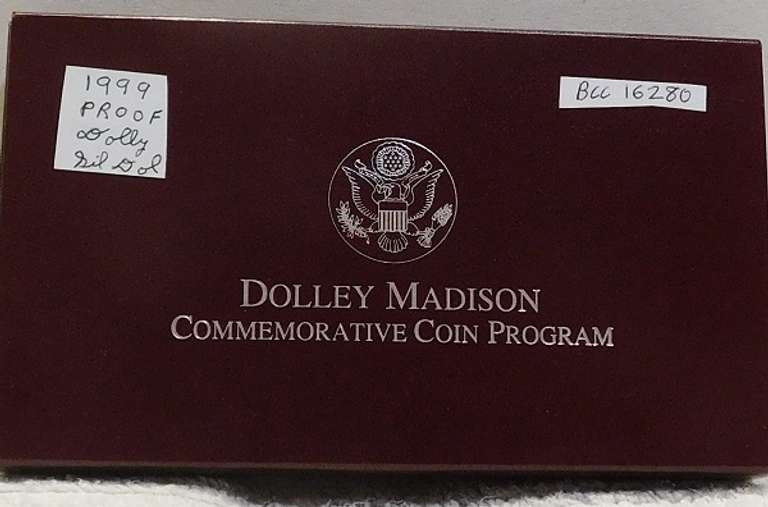 1999
PROOF
Dolly
Sil Dol
BCC 16280
DOLLEY MADISON
COMMEMORATIVE COIN PROGRAM